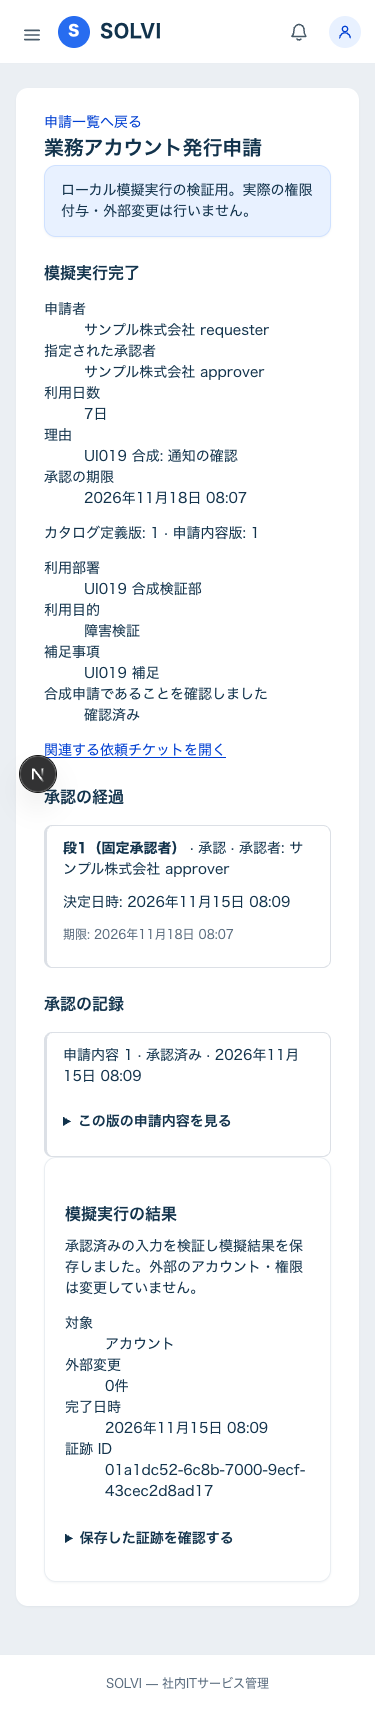 S SOLVI
申請一覧へ戻る
業務アカウント発行申請
ローカル模擬実行の検証用。実際の権限
付与・外部変更は行いません。
模擬実行完了
申請者
サンプル株式会社 requester
指定された承認者
サンプル株式会社 approver
利用日数
7日
理由
UI019 合成: 通知の確認
承認の期限
2026年11月18日 08:07
カタログ定義版: 1 · 申請内容版: 1
利用部署
UI019 合成検証部
利用目的
障害検証
補足事項
UI019 補足
合成申請であることを確認しました
確認済み
関連する依頼チケットを開く
N
承認の経過
段1（固定承認者） · 承認 · 承認者: サ
ンプル株式会社 approver
決定日時: 2026年11月15日 08:09
期限: 2026年11月18日 08:07
承認の記録
申請内容 1 · 承認済み · 2026年11月
15日 08:09
▶ この版の申請内容を見る
模擬実行の結果
承認済みの入力を検証し模擬結果を保
存しました。外部のアカウント・権限
は変更していません。
対象
アカウント
外部変更
0件
完了日時
2026年11月15日 08:09
証跡 ID
01a1dc52-6c8b-7000-9ecf-
43cec2d8ad17
▶ 保存した証跡を確認する
SOLVI — 社内ITサービス管理